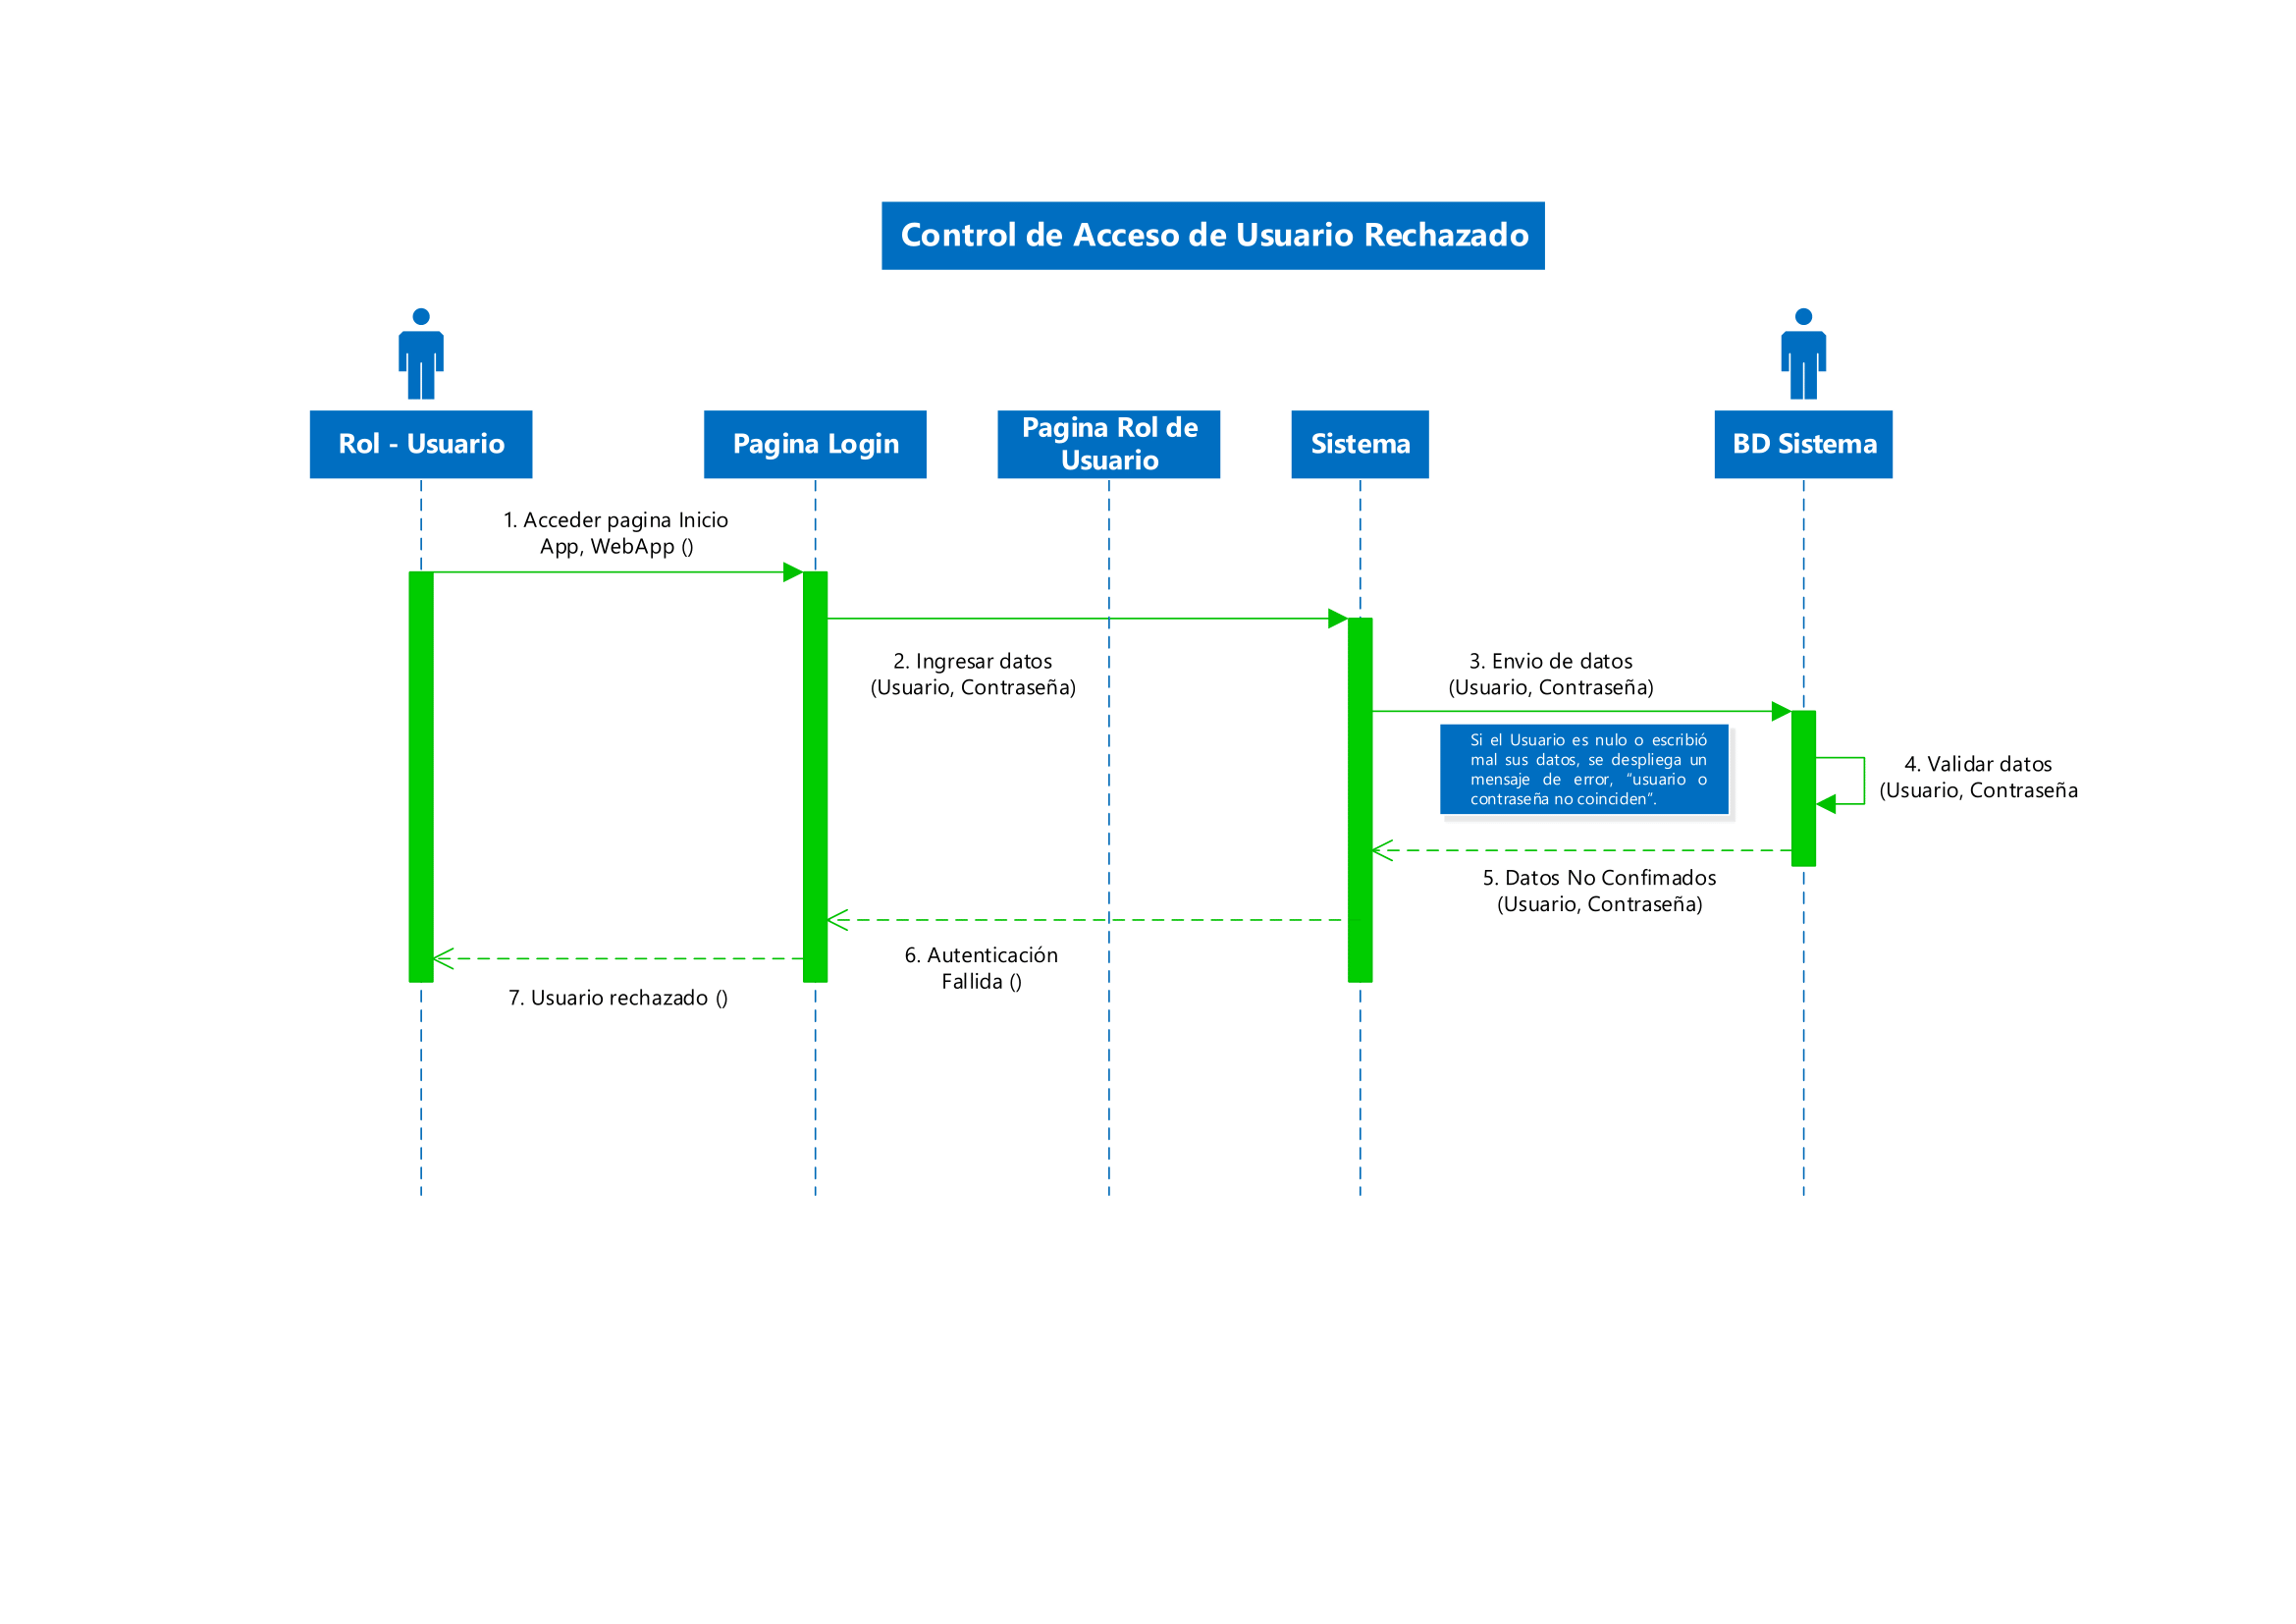 Control de Acceso de Usuario Rechazado
Rol - Usuario
Pagina Login
Pagina Rol de
Usuario
Sistema
BD Sistema
1. Acceder pagina Inicio
App, WebApp ()
2. Ingresar datos
(Usuario, Contraseña)
3. Envio de datos
(Usuario, Contraseña)
Si el Usuario es nulo o escribió
mal sus datos, se despliega un
mensaje de error, “usuario o
contraseña no coinciden”.
4. Validar datos
(Usuario, Contraseña
5. Datos No Confimados
(Usuario, Contraseña)
6. Autenticación
Fallida ()
7. Usuario rechazado ()